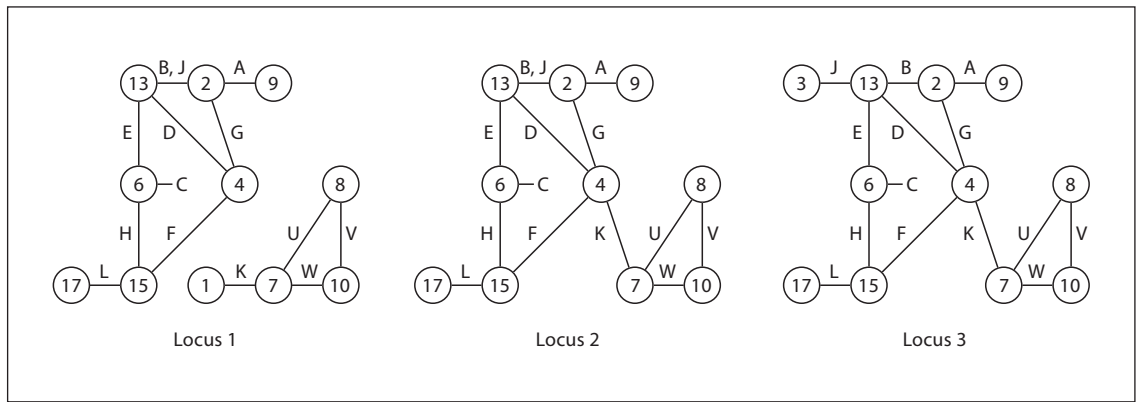 B, J A B, J A J B A
13 2 9 13 2 9 3 13 2 9
E D G E D G E D G
6 C 4 8 6 C 4 8 6 C 4 8
H F U V H F K U V H F K U V
L K W L W L W
17 15 1 7 10 17 15 7 10 17 15 7 10
Locus 1 Locus 2 Locus 3